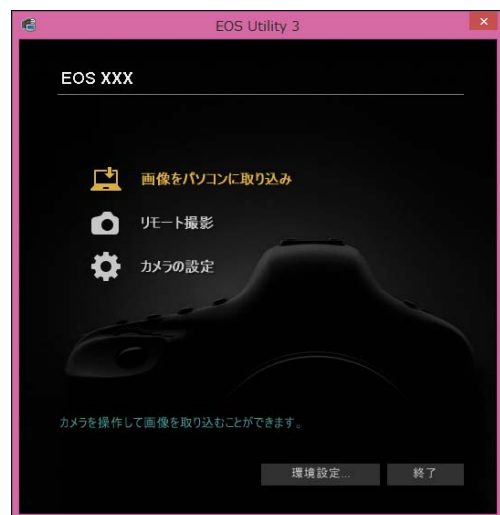 EOS Utility 3
×
EOS XXX
画像をパソコンに取り込み
リモート撮影
カメラの設定
カメラを操作して画像を取り込むことができます。
環境設定... 終了